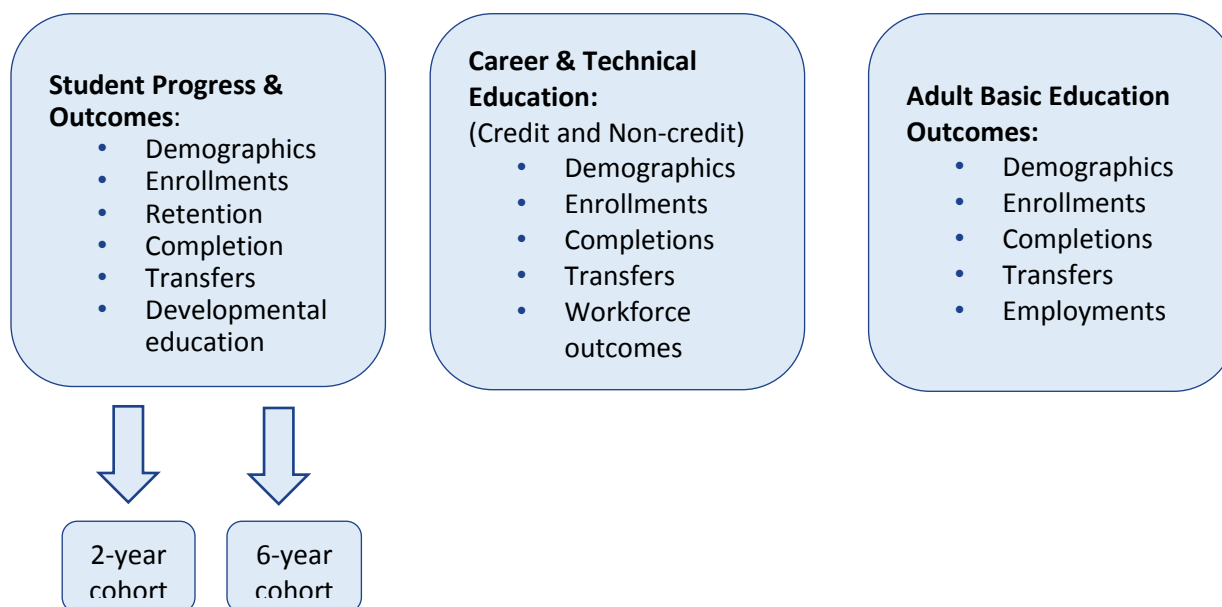 Student Progress &
Outcomes:
• Demographics
• Enrollments
• Retention
• Completion
• Transfers
• Developmental
education
Career & Technical
Education:
(Credit and Non-credit)
• Demographics
• Enrollments
• Completions
• Transfers
• Workforce
outcomes
Adult Basic Education
Outcomes:
• Demographics
• Enrollments
• Completions
• Transfers
• Employments
2-year
cohort
6-year
cohort